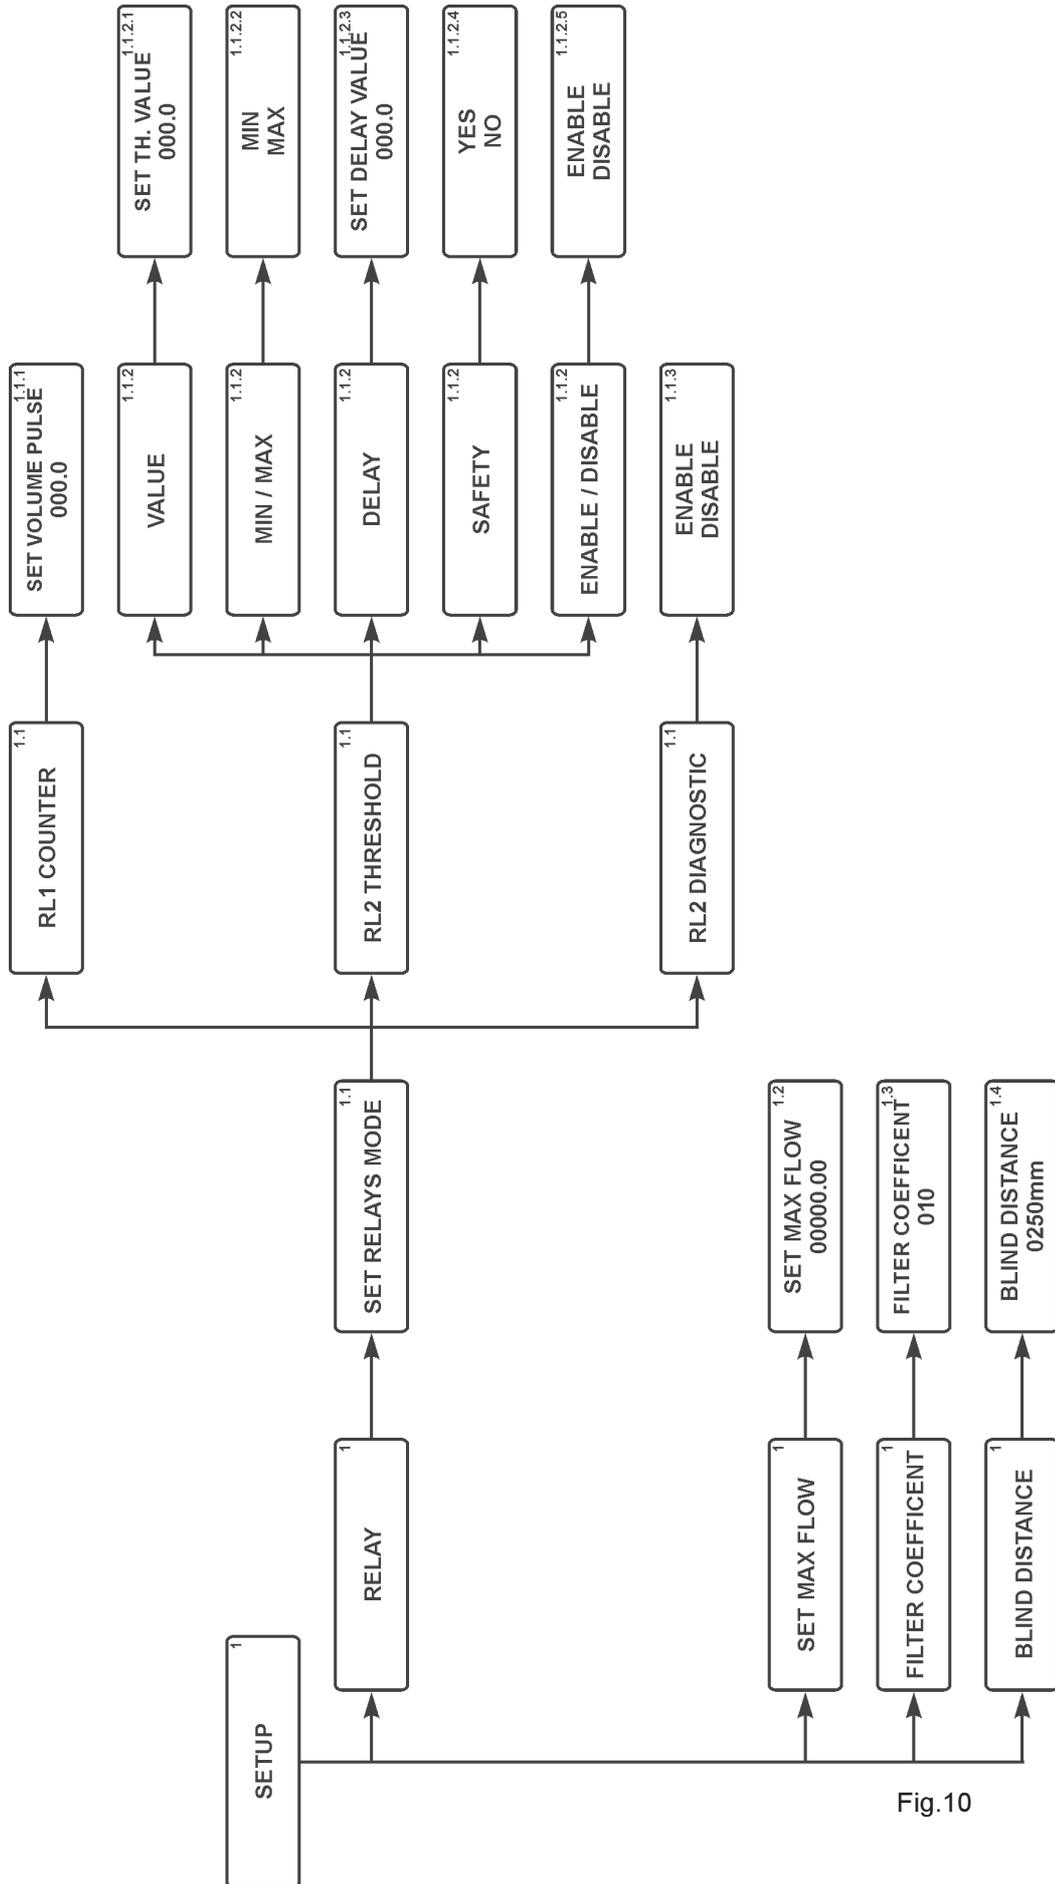 SETUP
1
RELAY
1
SET RELAYS MODE
1.1
RL1 COUNTER
1.1
SET VOLUME PULSE
000.0
1.1.1
RL2 THRESHOLD
1.1
VALUE
1.1.2
SET TH. VALUE
000.0
1.1.2.1
MIN / MAX
1.1.2
MIN
MAX
1.1.2.2
DELAY
1.1.2
SET DELAY VALUE
000.0
1.1.2.3
SAFETY
1.1.2
YES
NO
1.1.2.4
ENABLE / DISABLE
1.1.2
ENABLE
DISABLE
1.1.2.5
RL2 DIAGNOSTIC
1.1
ENABLE
DISABLE
1.1.3
SET MAX FLOW
1
SET MAX FLOW
00000.00
1.2
FILTER COEFFICENT
1
FILTER COEFFICENT
010
1.3
BLIND DISTANCE
1
BLIND DISTANCE
0250mm
1.4
Fig.10